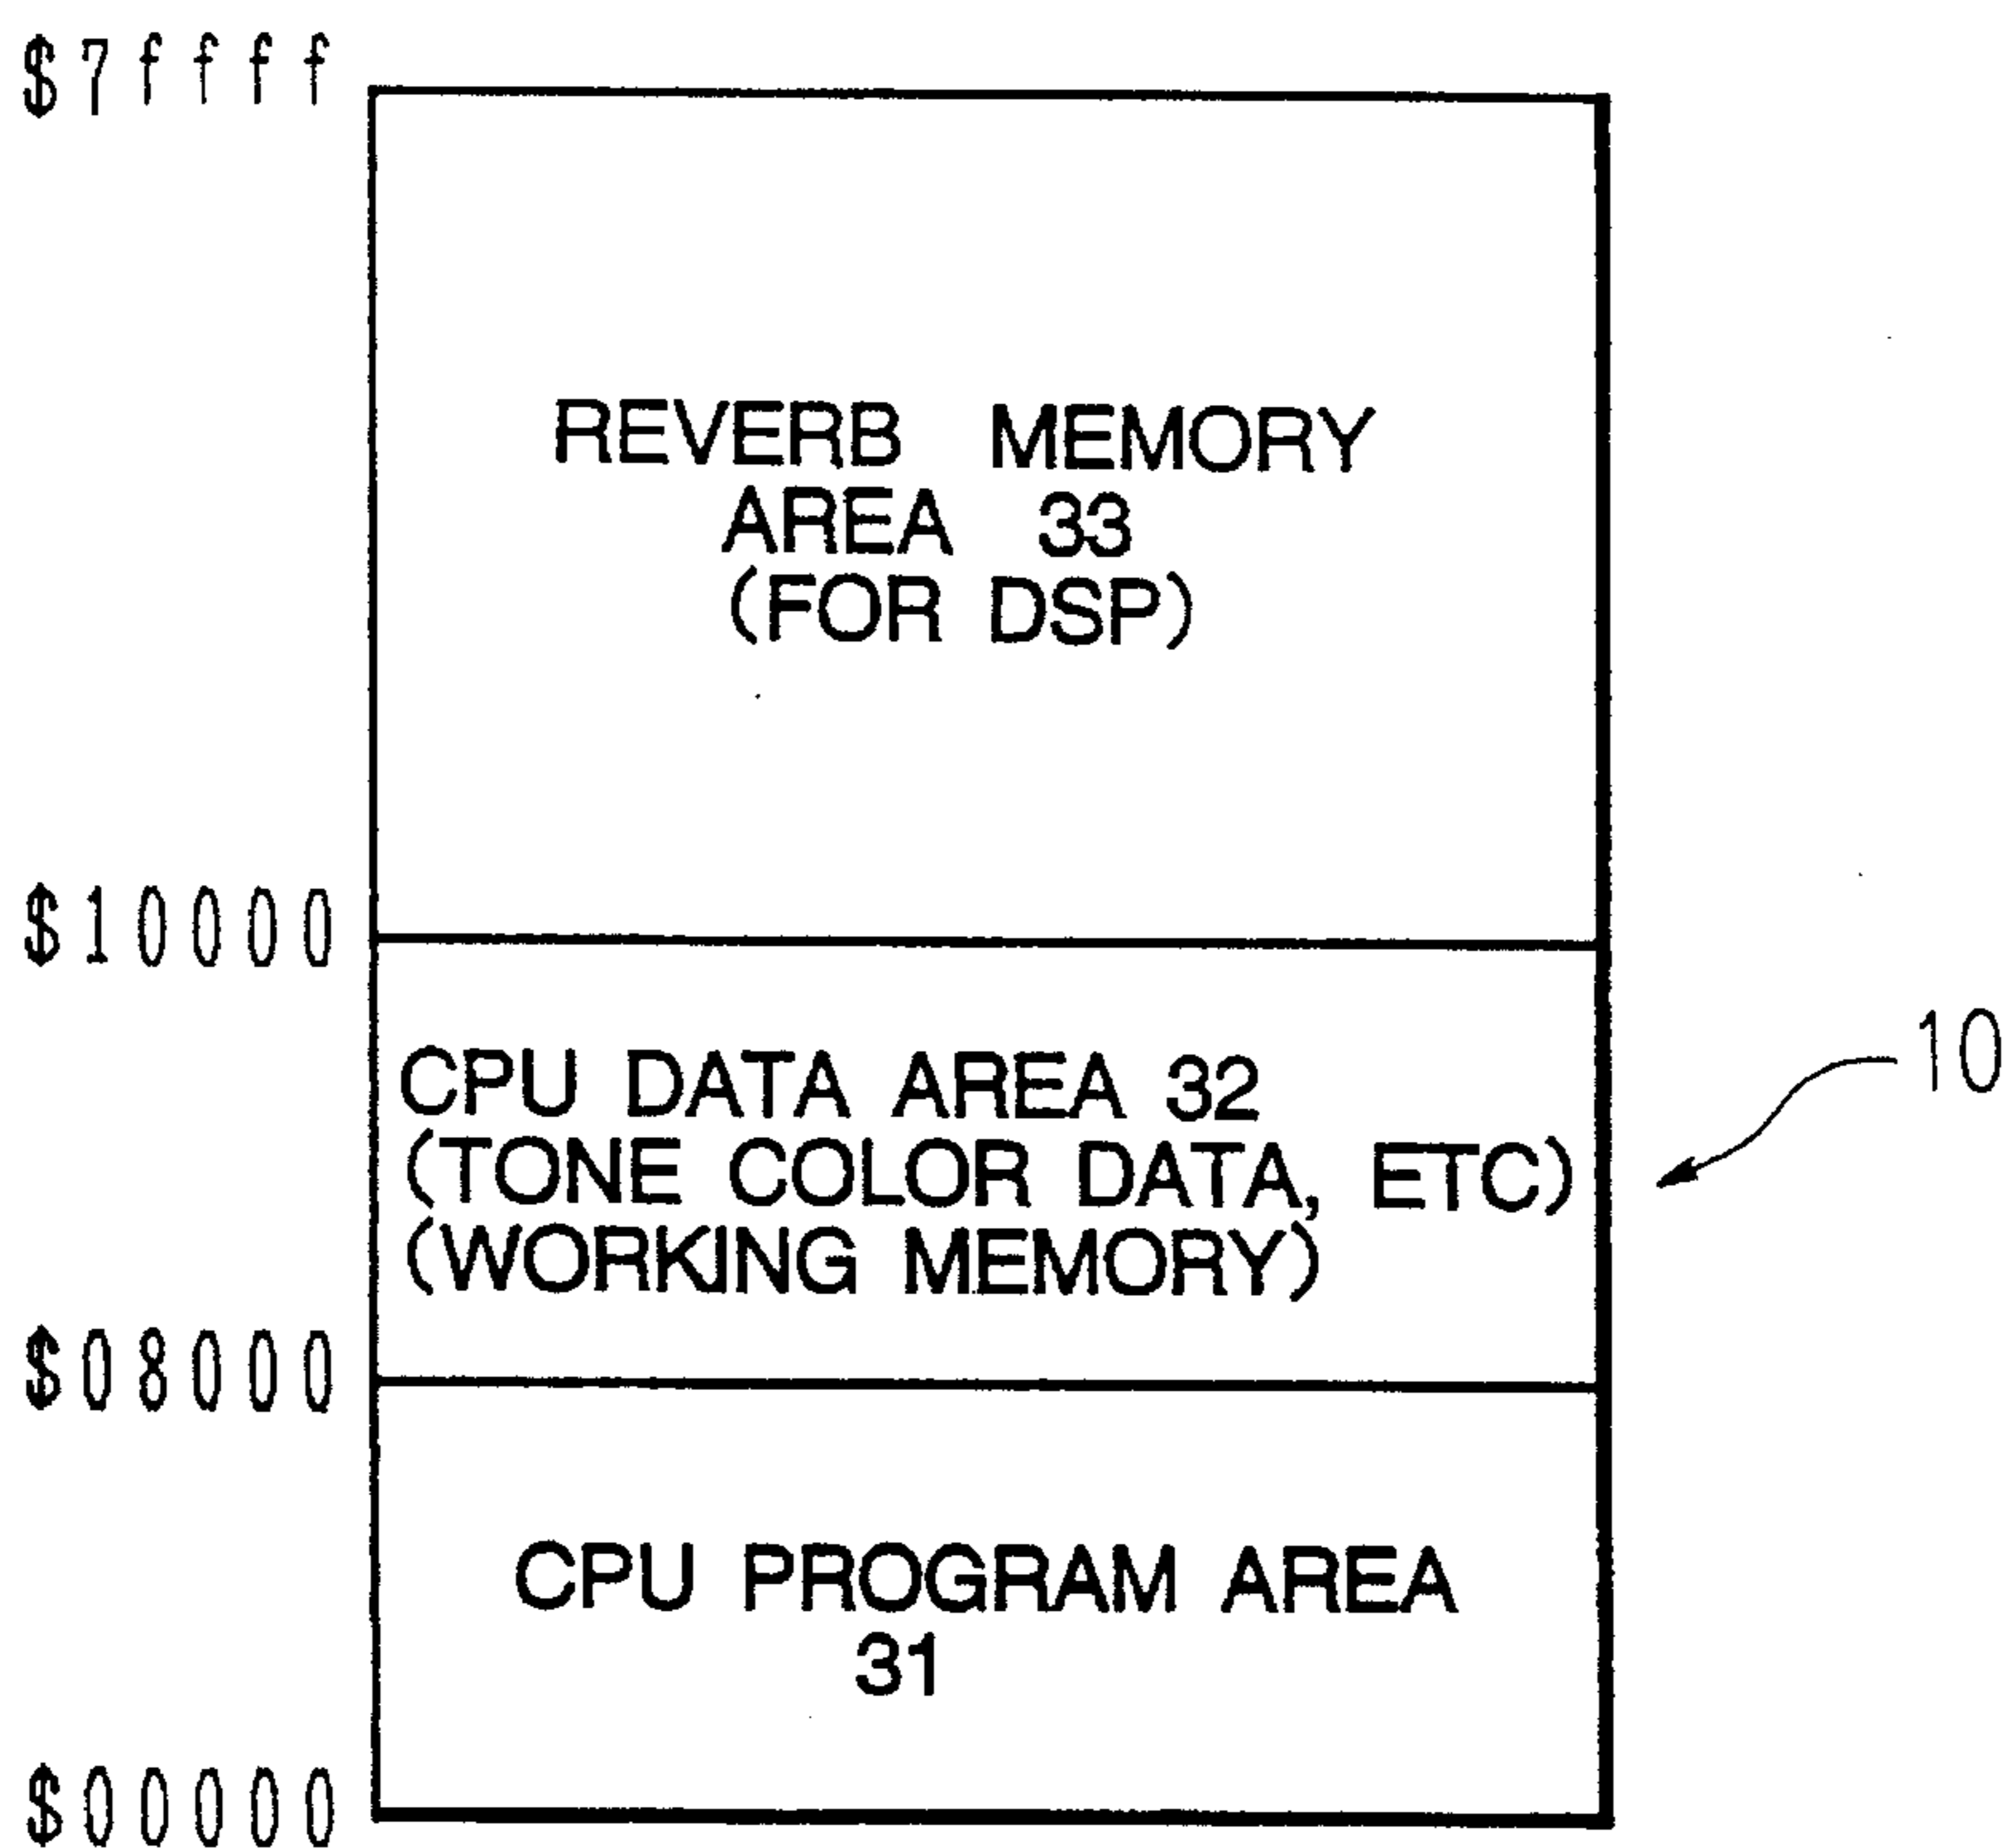 $7ffff
REVERB MEMORY
AREA 33
(FOR DSP)
$10000
CPU DATA AREA 32
(TONE COLOR DATA, ETC)
(WORKING MEMORY)
10
$08000
CPU PROGRAM AREA
31
$00000